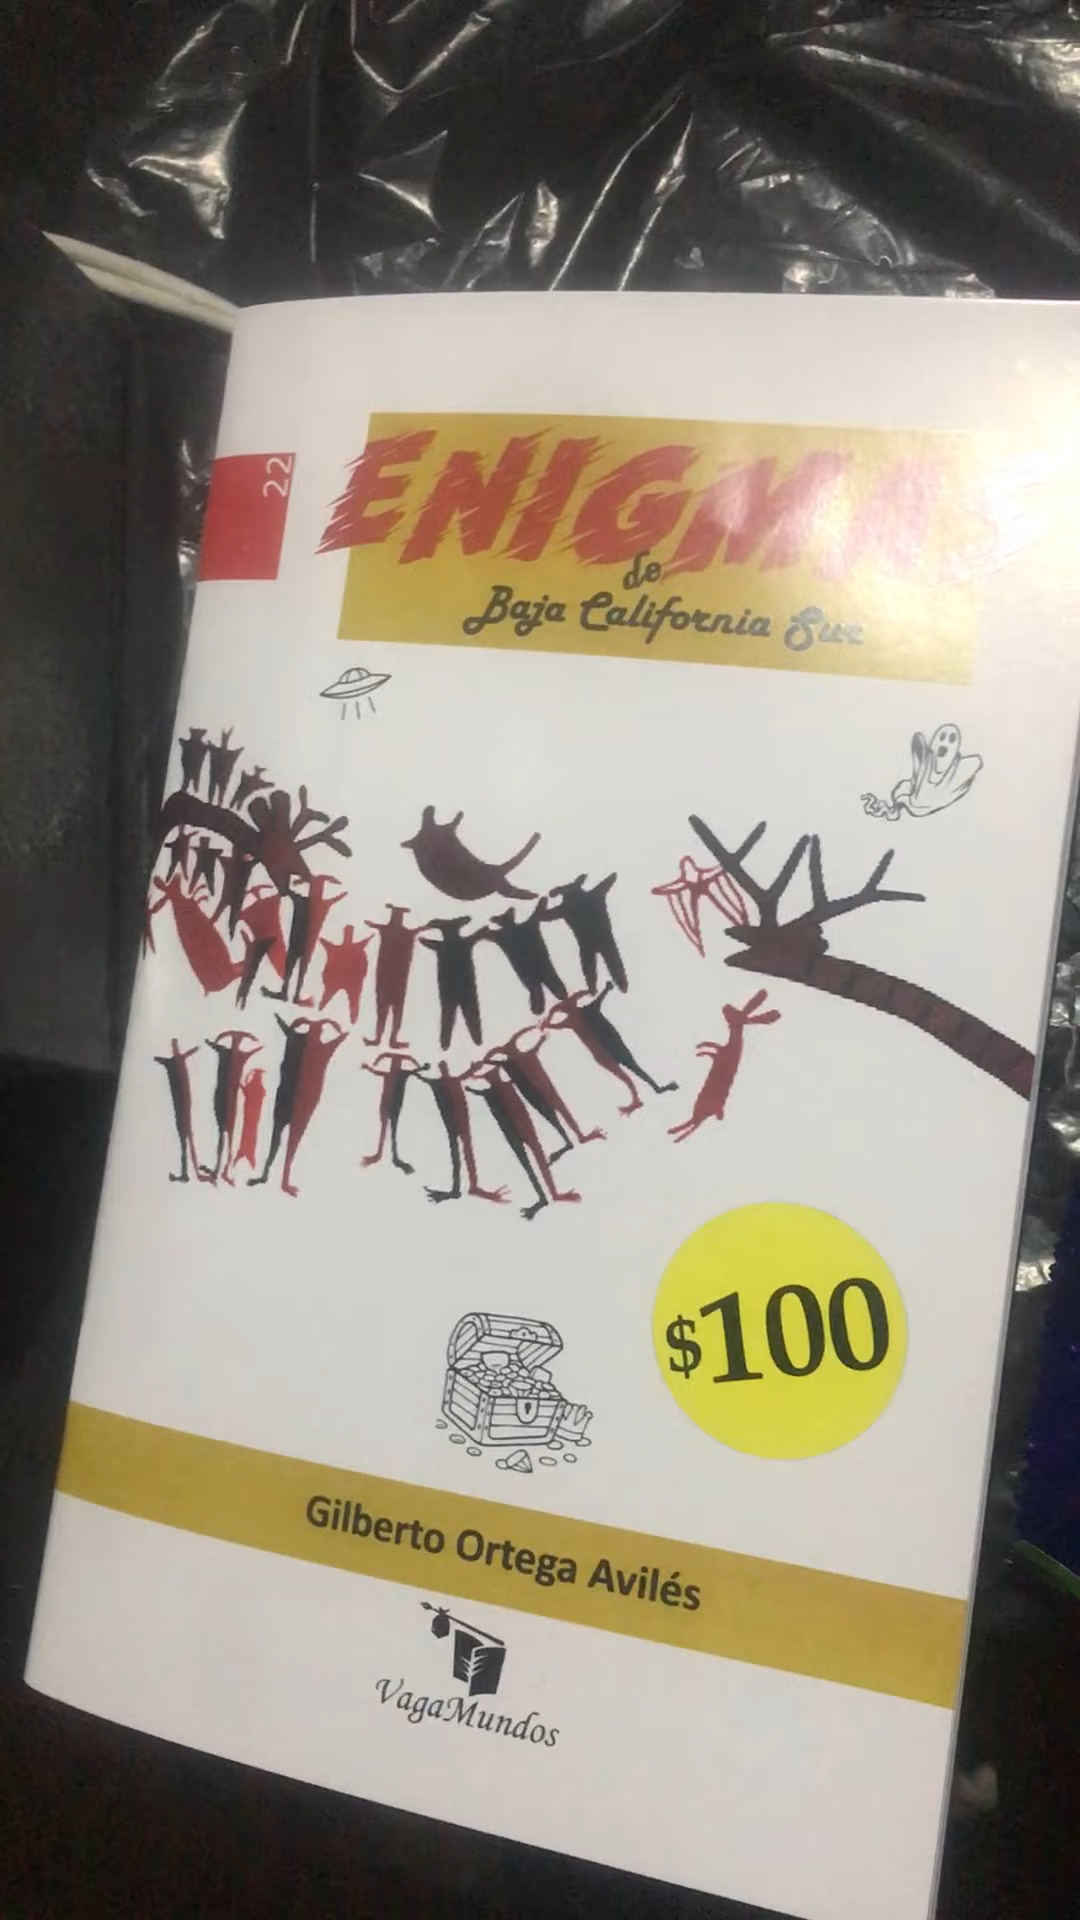 22
ENIGMAS
de
Baja California Sur
$100
Gilberto Ortega Avilés
VagaMundos